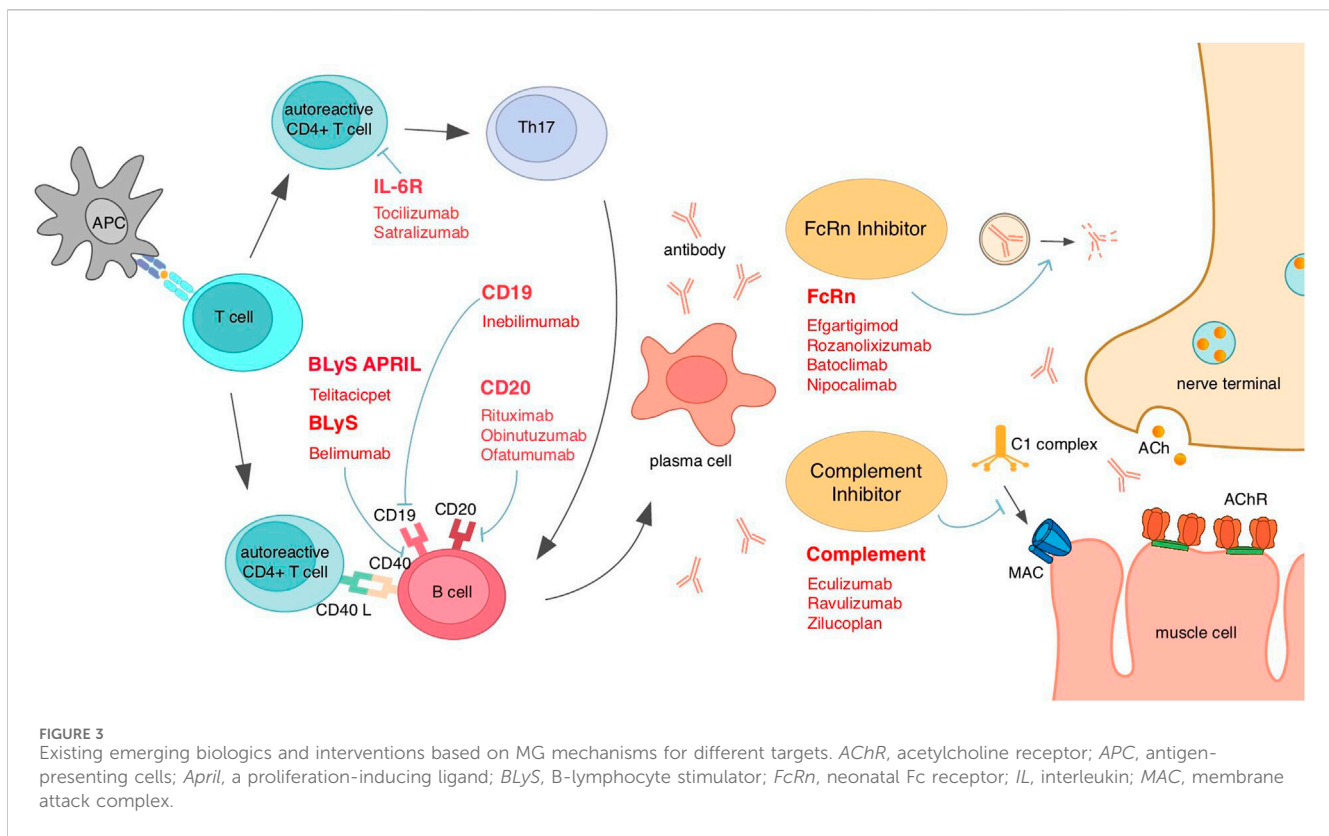 autoreactive
CD4+ T cell
Th17
APC
IL-6R
Tocilizumab
Satralizumab
T cell
CD19
Inebilimumab
BLyS APRIL
Telitacicpet
BLyS
Belimumab
CD20
Rituximab
Obinutuzumab
Ofatumumab
CD19
CD20
CD40
autoreactive
CD4+ T cell
CD40 L
B cell
antibody
plasma cell
FcRn Inhibitor
FcRn
Efgartigimod
Rozanolixizumab
Batoclimab
Nipocalimab
Complement
Inhibitor
Complement
Eculizumab
Ravulizumab
Zilucoplan
C1 complex
MAC
nerve terminal
ACh
AChR
muscle cell
FIGURE 3
Existing emerging biologics and interventions based on MG mechanisms for different targets. AChR, acetylcholine receptor; APC, antigen-
presenting cells; April, a proliferation-inducing ligand; BLyS, B-lymphocyte stimulator; FcRn, neonatal Fc receptor; IL, interleukin; MAC, membrane
attack complex.